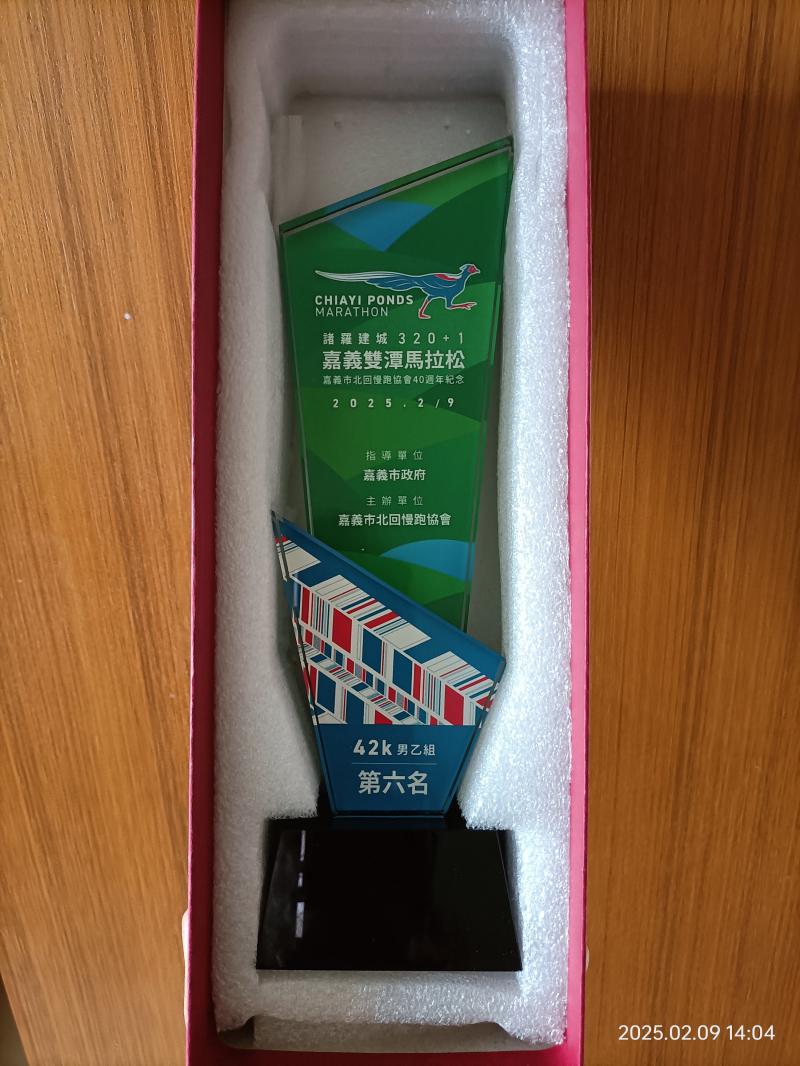 CHIAYI PONDS
MARATHON
諸羅建城 320+1
嘉義雙潭馬拉松
嘉義市北回慢跑協會40週年紀念
2025.2/9
指導單位
嘉義市政府
主辦單位
嘉義市北回慢跑協會
42k 男乙組
第六名
2025.02.09 14:04